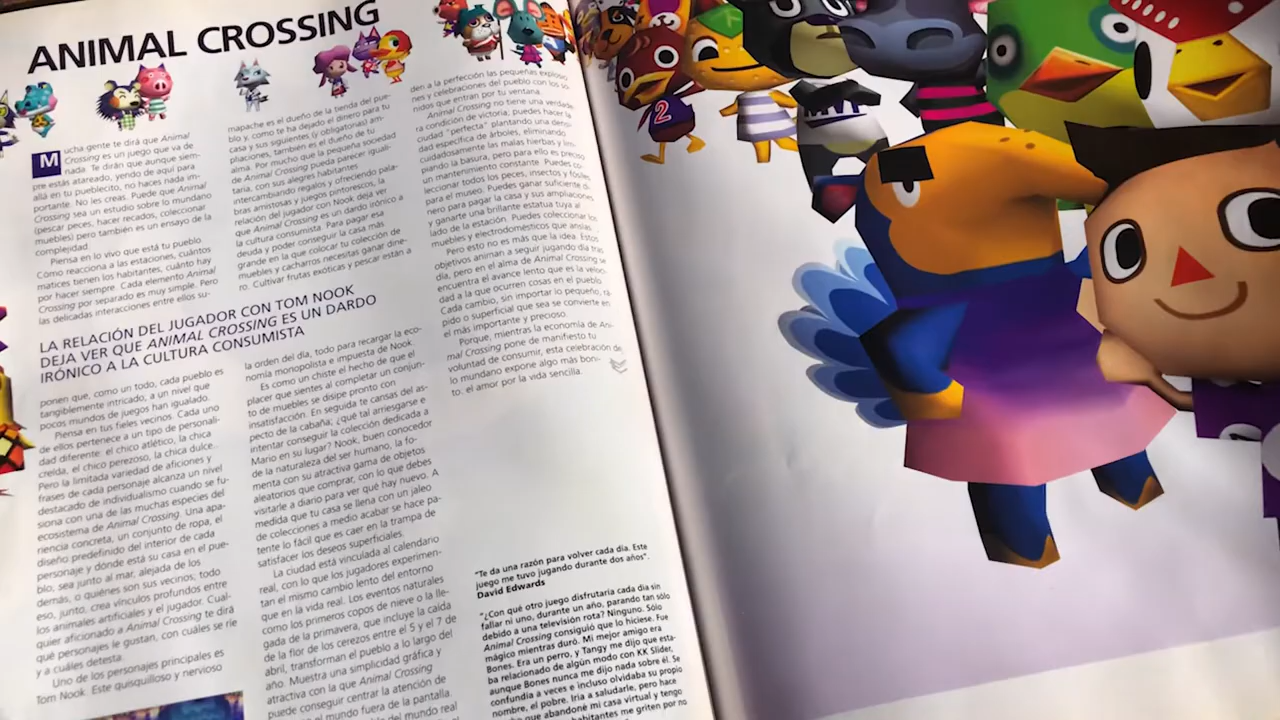 ANIMAL CROSSING
Mucha gente te dirá que Animal
Crossing es un juego que va de
nada. Te dirán que aunque siem-
pre estás atareado, yendo de aquí para
allá en tu pueblecito, no haces nada im-
portante. No les creas. Puede que Animal
Crossing sea un estudio sobre lo mundano
(pescar peces, hacer recados, coleccionar
muebles) pero también es un ensayo de la
complejidad.
Piensa en lo vivo que está tu pueblo.
Cómo reacciona a las estaciones, cuántos
matices tienen los habitantes, cuánto hay
por hacer siempre. Cada elemento Animal
Crossing por separado es muy simple. Pero
las delicadas interacciones entre ellos su-
LA RELACIÓN DEL JUGADOR CON TOM NOOK
DEJA VER QUE ANIMAL CROSSING ES UN DARDO
IRÓNICO A LA CULTURA CONSUMISTA
ponen que, como un todo, cada pueblo es
tangiblemente intricado, a un nivel que
pocos mundos de juegos han igualado.
Piensa en tus fieles vecinos. Cada uno
de ellos pertenece a un tipo de personali-
dad diferente: el chico atlético, la chica
creída, el chico perezoso, la chica dulce...
Pero la limitada variedad de aficiones y
frases de cada personaje alcanza un nivel
destacado de individualismo cuando se fu-
siona con una de las muchas especies del
ecosistema de Animal Crossing. Una apa-
riencia concreta, un conjunto de ropa, el
diseño predefinido del interior de cada
personaje y dónde está su casa en el pue-
blo, sea junto al mar, alejada de los
demás, o quiénes son sus vecinos, todo
eso, junto, crea vínculos profundos entre
los animales artificiales y el jugador. Cual-
quier aficionado a Animal Crossing te dirá
qué personajes le gustan, con cuáles se ríe
y a cuáles detesta.
Uno de los personajes principales es
Tom Nook. Este quisquilloso y nervioso
mapache es el dueño de la tienda del pue-
blo y, como te ha dejado el dinero para tu
casa y sus siguientes (y obligatorias) am-
pliaciones, también es el dueño de tu
alma. Por mucho que la pequeña sociedad
de Animal Crossing pueda parecer iguali-
taria, con sus alegres habitantes
intercambiando regalos y ofreciendo pala-
bras amistosas y juegos pintorescos, la
relación del jugador con Nook deja ver
que Animal Crossing es un dardo irónico a
la cultura consumista. Para pagar esa
deuda y poder conseguir la casa más
grande en la que colocar tu colección de
muebles y cacharros necesitas ganar dine-
ro. Cultivar frutas exóticas y pescar están a
la orden del día, todo para recargar la eco-
nomía monopolista e impuesta de Nook.
Es como un chiste el hecho de que el
placer que sientes al completar un conjun-
to de muebles se disipe pronto con
insatisfacción. En seguida te cansas del as-
pecto de la cabaña; ¿qué tal arriesgarse e
intentar conseguir la colección dedicada a
Mario en su lugar? Nook, buen conocedor
de la naturaleza del ser humano, la fo-
menta con su atractiva gama de objetos
aleatorios que comprar, con lo que debes
visitarle a diario para ver qué hay nuevo. A
medida que tu casa se llena con un jaleo
de colecciones a medio acabar se hace pa-
tente lo fácil que es caer en la trampa de
satisfacer los deseos superficiales.
La ciudad está vinculada al calendario
real, con lo que los jugadores experimen-
tan el mismo cambio lento del entorno
que en la vida real. Los eventos naturales
como los primeros copos de nieve o la lle-
gada de la primavera, que incluye la caída
de la flor de los cerezos entre el 5 y el 7 de
abril, transforman el pueblo a lo largo del
año. Muestra una simplicidad gráfica y
atractiva con la que Animal Crossing
puede conseguir centrar la atención de
el mundo fuera de la pantalla.
del mundo real
den a la perfección las pequeñas explosio-
nes y celebraciones del pueblo con los so-
nidos que entran por tu ventana.
Animal Crossing no tiene una verdade-
ra condición de victoria; puedes hacer la
ciudad "perfecta" plantando una densi-
dad específica de árboles, eliminando
cuidadosamente las malas hierbas y lim-
piando la basura, pero para ello es preciso
un mantenimiento constante. Puedes co-
leccionar todos los peces, insectos y fósiles
para el museo. Puedes ganar suficiente di-
nero para pagar la casa y sus ampliaciones
y ganarte una brillante estatua tuya al
lado de la estación. Puedes coleccionar los
muebles y electrodomésticos que ansías.
Pero esto no es más que la idea. Estos
objetivos animan a seguir jugando día tras
día, pero en el alma de Animal Crossing se
encuentra el avance lento que es la veloci-
dad a la que ocurren cosas en el pueblo.
Cada cambio, sin importar lo pequeño, rá-
pido o superficial que sea se convierte en
el más importante y precioso.
Porque, mientras la economía de Ani-
mal Crossing pone de manifiesto tu
voluntad de consumir, esta celebración de
lo mundano expone algo más boni-
to: el amor por la vida sencilla.
"Te da una razón para volver cada día. Este
juego me tuvo jugando durante dos años".
David Edwards
"¿Con qué otro juego disfrutaría cada día sin
fallar ni uno, durante un año, parando tan sólo
debido a una televisión rota? Ninguno. Sólo
Animal Crossing consiguió que lo hiciese. Fue
mágico mientras duró. Mi mejor amigo era
Bones. Era un perro, y Tangy me dijo que esta-
ba relacionado de algún modo con KK Slider,
aunque Bones nunca me dijo nada sobre él. Se
confundía a veces e incluso olvidaba su propio
nombre, el pobre. Iría a saludarle, pero hace
que abandoné mi casa virtual y tengo
habitantes me griten por no
2
MVP